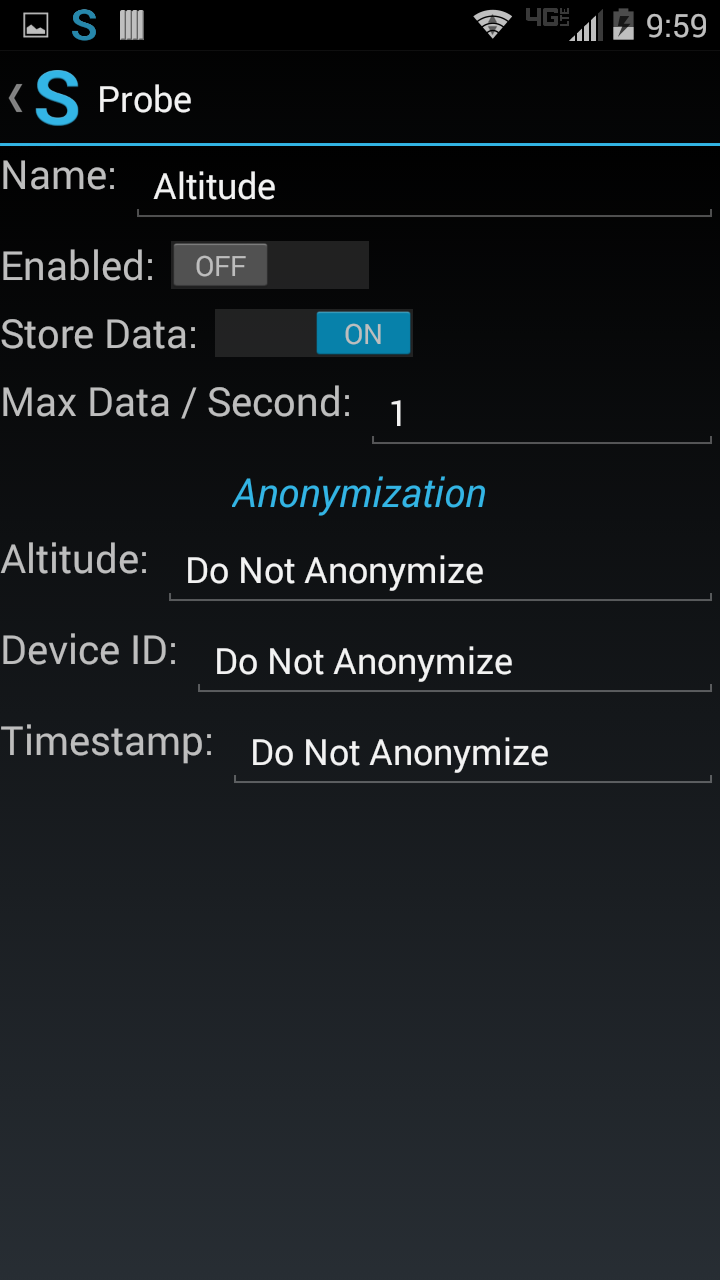 S 4G LTE 9:59
S Probe
Name: Altitude
Enabled: OFF
Store Data: ON
Max Data / Second: 1
Anonymization
Altitude: Do Not Anonymize
Device ID: Do Not Anonymize
Timestamp: Do Not Anonymize